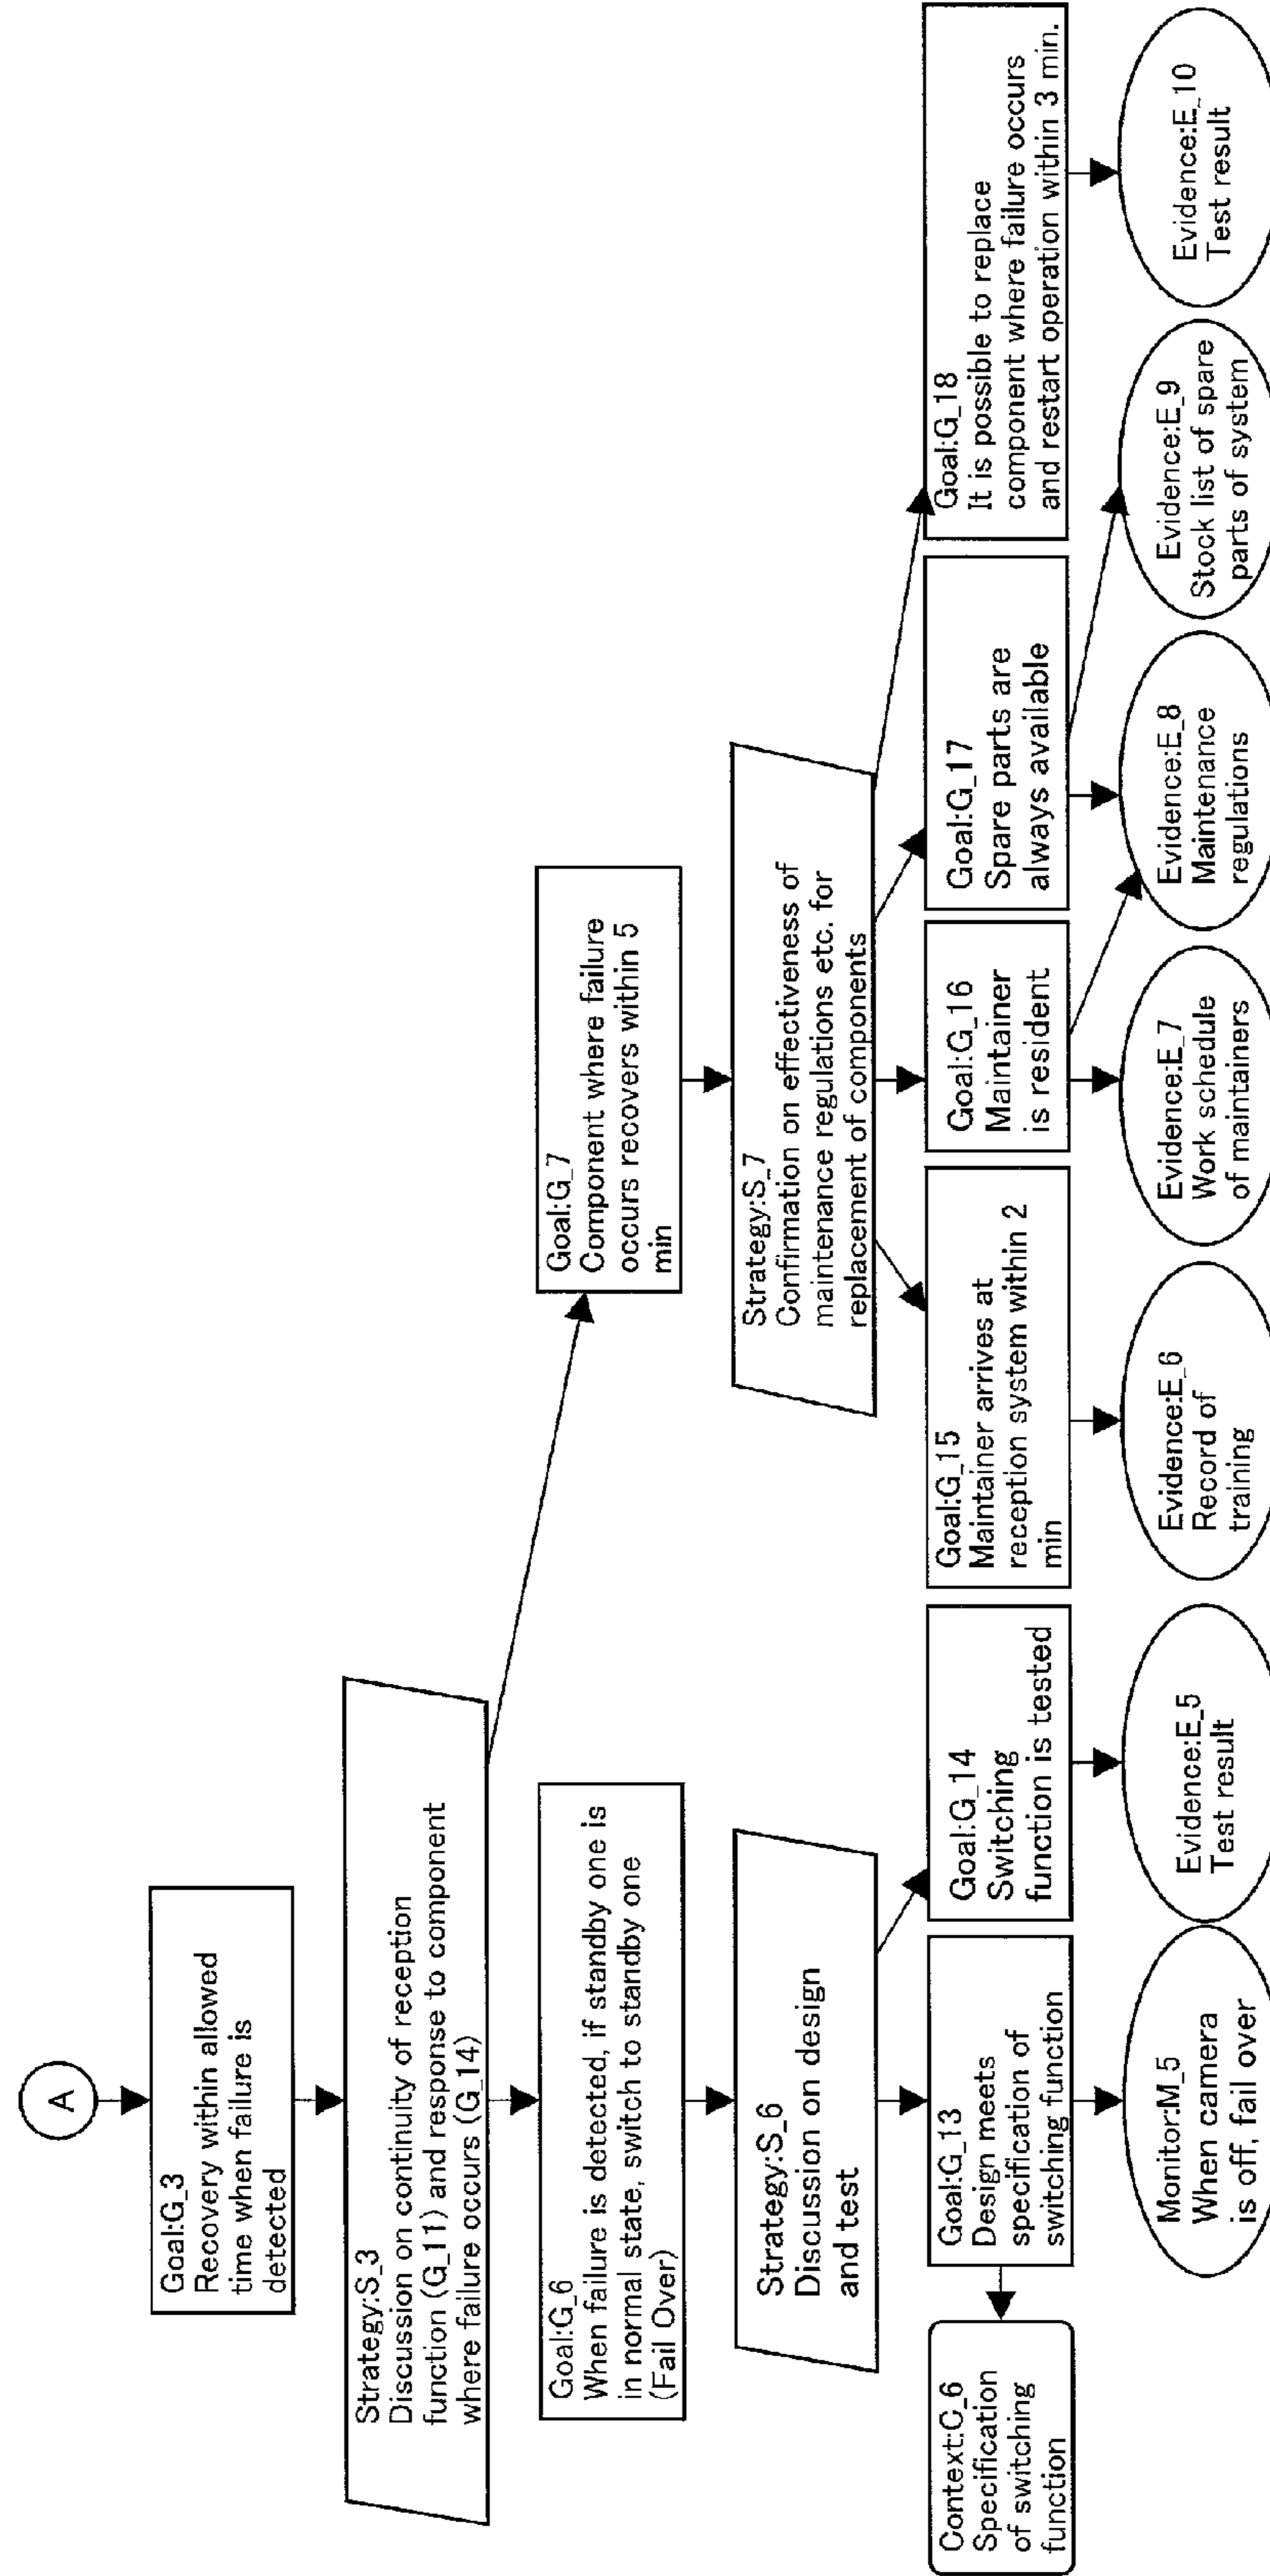 A
Goal:G_3
Recovery within allowed
time when failure is
detected
Strategy:S_3
Discussion on continuity of reception
function (G_11) and response to component
where failure occurs (G_14)
Goal:G_6
When failure is detected, if standby one is
in normal state, switch to standby one
(Fail Over)
Goal:G_7
Component where failure
occurs recovers within 5
min
Strategy:S_6
Discussion on design
and test
Strategy:S_7
Confirmation on effectiveness of
maintenance regulations etc. for
replacement of components
Context:C_6
Specification
of switching
function
Goal:G_13
Design meets
specification of
switching function
Goal:G_14
Switching
function is tested
Goal:G_15
Maintainer arrives at
reception system within 2
min
Goal:G_16
Maintainer
is resident
Goal:G_17
Spare parts are
always available
Goal:G_18
It is possible to replace
component where failure occurs
and restart operation within 3 min.
Monitor:M_5
When camera
is off, fail over
Evidence:E_5
Test result
Evidence:E_6
Record of
training
Evidence:E_7
Work schedule
of maintainers
Evidence:E_8
Maintenance
regulations
Evidence:E_9
Stock list of spare
parts of system
Evidence:E_10
Test result